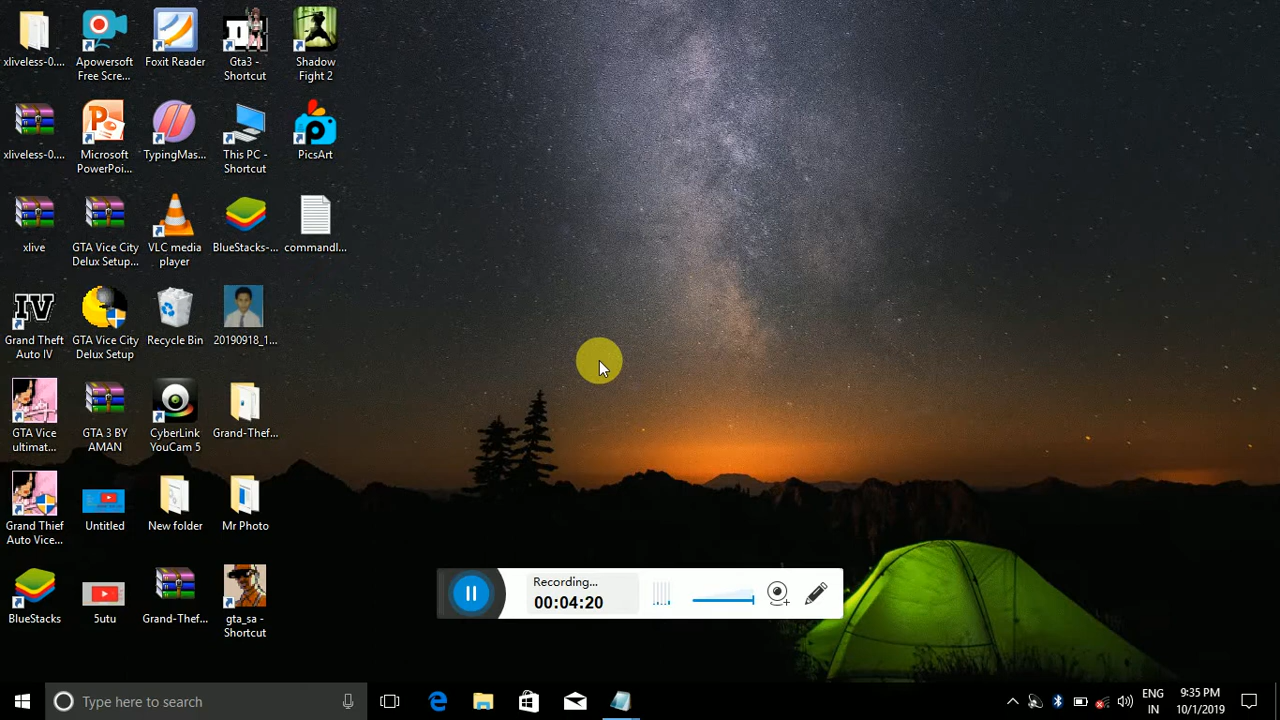 xliveless-0....
Apowersoft
Free Scre...
Foxit Reader
Gta3 -
Shortcut
Shadow
Fight 2
xliveless-0....
Microsoft
PowerPoi...
TypingMas...
This PC -
Shortcut
PicsArt
xlive
GTA Vice City
Delux Setup...
VLC media
player
BlueStacks-...
commandl...
IV
Grand Theft
Auto IV
GTA Vice City
Delux Setup
Recycle Bin
20190918_1...
GTA Vice
ultimat...
GTA 3 BY
AMAN
CyberLink
YouCam 5
Grand-Thef...
Grand Thief
Auto Vice...
Untitled
New folder
Mr Photo
BlueStacks
5utu
Grand-Thef...
gta_sa -
Shortcut
Recording...
00:04:20
Type here to search
ENG
IN
9:35 PM
10/1/2019